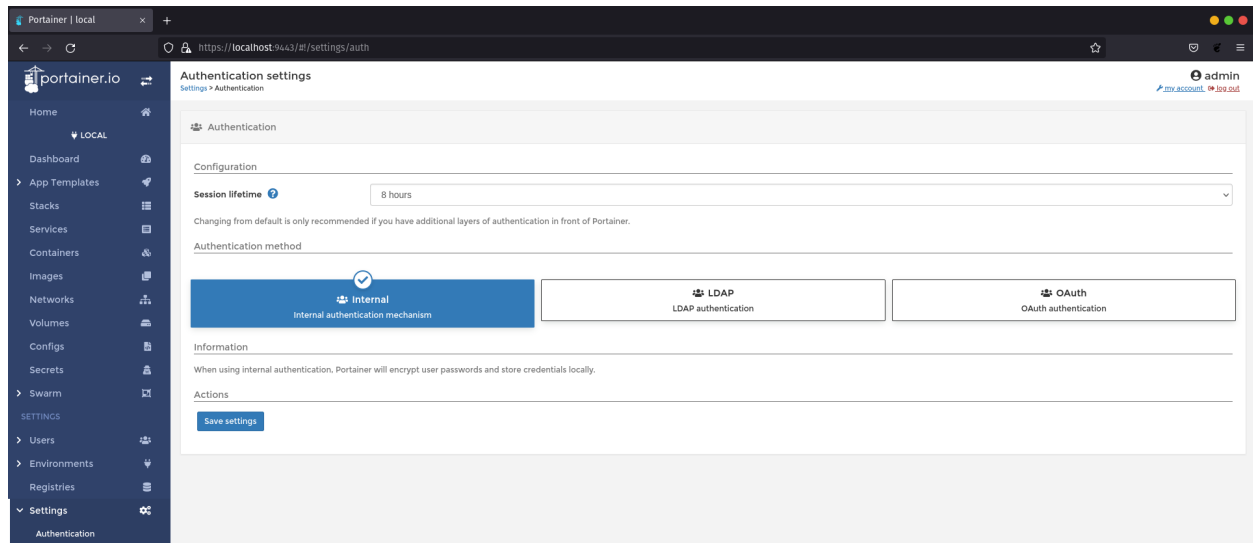 Portainer | local
https://localhost:9443/#!/settings/auth
portainer.io
Home
LOCAL
Dashboard
App Templates
Stacks
Services
Containers
Images
Networks
Volumes
Configs
Secrets
Swarm
SETTINGS
Users
Environments
Registries
Settings
Authentication
Authentication settings
Settings > Authentication
admin
my account log out
Authentication
Configuration
Session lifetime
8 hours
Changing from default is only recommended if you have additional layers of authentication in front of Portainer.
Authentication method
Internal
Internal authentication mechanism
LDAP
LDAP authentication
OAuth
OAuth authentication
Information
When using internal authentication, Portainer will encrypt user passwords and store credentials locally.
Actions
Save settings